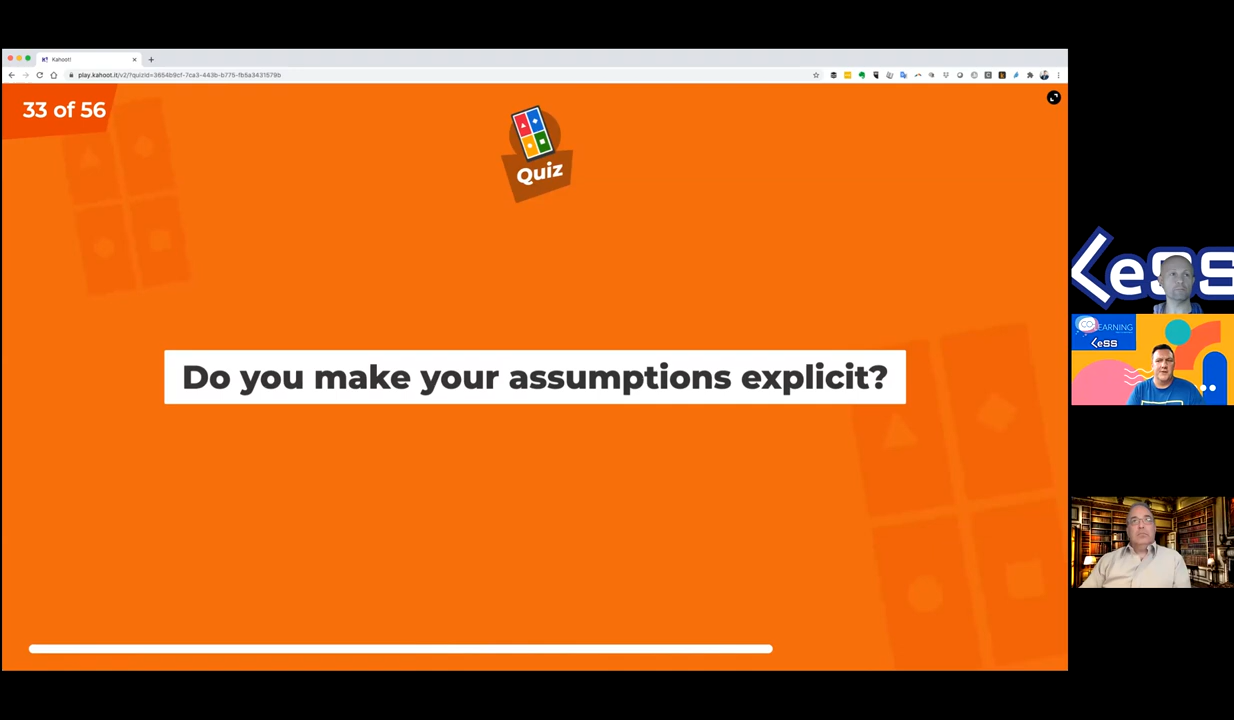 Kahoot!
play.kahoot.it/v2/?quizId=3654b9cf-7ca3-443b-b775-fb5a3431579b
33 of 56
Quiz
Do you make your assumptions explicit?
LeSS
CO LEARNING
LeSS